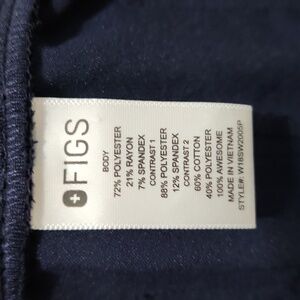 FIGS
BODY
72% POLYESTER
21% RAYON
7% SPANDEX
CONTRAST 1
88% POLYESTER
12% SPANDEX
CONTRAST 2
60% COTTON
40% POLYESTER
100% AWESOME
MADE IN VIETNAM
STYLE#: W18SW2005P